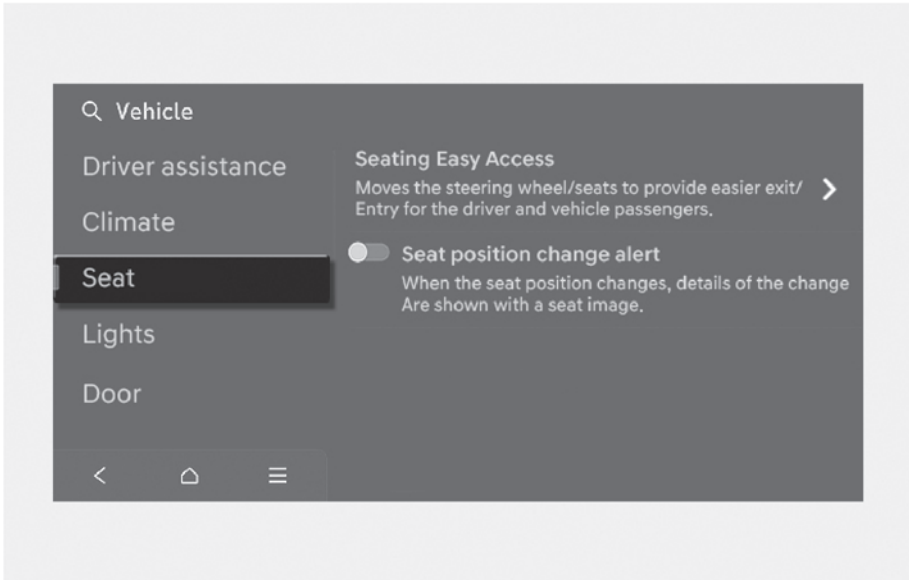 Vehicle
Driver assistance
Climate
Seat
Lights
Door
Seating Easy Access
Moves the steering wheel/seats to provide easier exit/
Entry for the driver and vehicle passengers.
Seat position change alert
When the seat position changes, details of the change
Are shown with a seat image.